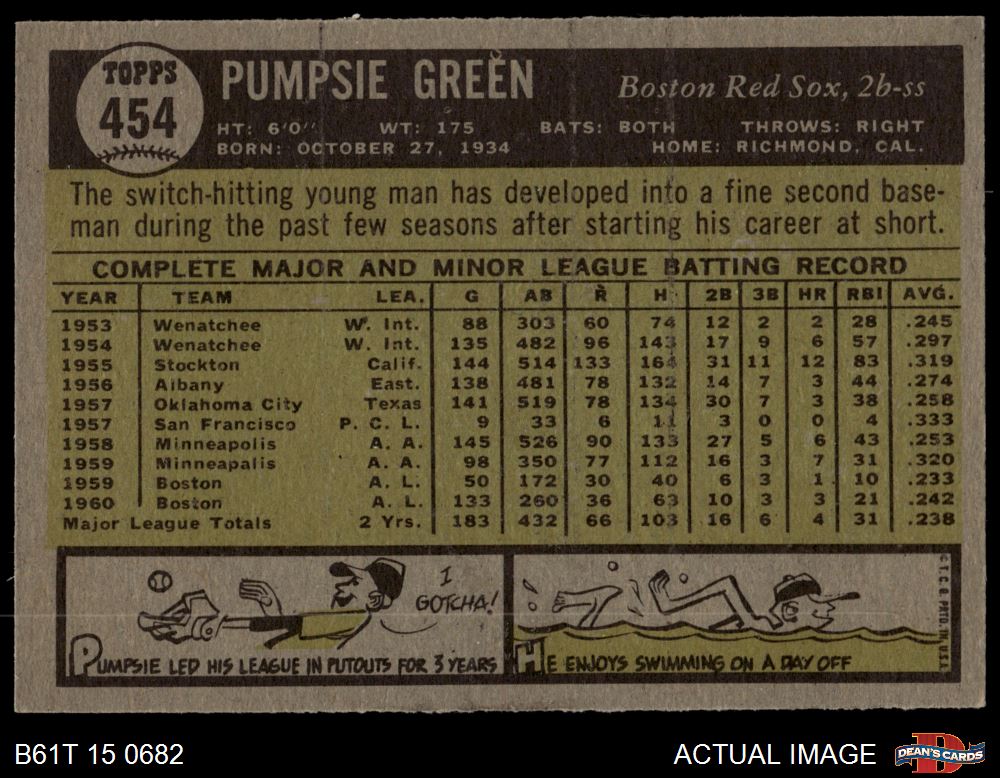 TOPPS
454
PUMPSIE GREEN
Boston Red Sox, 2b-ss
HT: 6'0" WT: 175 BATS: BOTH THROWS: RIGHT
BORN: OCTOBER 27, 1934 HOME: RICHMOND, CAL.
The switch-hitting young man has developed into a fine second base-
man during the past few seasons after starting his career at short.
COMPLETE MAJOR AND MINOR LEAGUE BATTING RECORD
YEAR TEAM LEA. G AB R H 2B 3B HR RBI AVG.
1953 Wenatchee W. Int. 88 303 60 74 12 2 2 28 .245
1954 Wenatchee W. Int. 135 482 96 143 17 9 6 57 .297
1955 Stockton Calif. 144 514 133 164 31 11 12 83 .319
1956 Albany East. 138 481 78 132 14 7 3 44 .274
1957 Oklahoma City Texas 141 519 78 134 30 7 3 38 .258
1957 San Francisco P. C. L. 9 33 6 11 3 0 0 4 .333
1958 Minneapolis A. A. 145 526 90 133 27 5 6 43 .253
1959 Minneapalis A. A. 98 350 77 112 16 3 7 31 .320
1959 Boston A. L. 50 172 30 40 6 3 1 10 .233
1960 Boston A. L. 133 260 36 63 10 3 3 21 .242
Major League Totals 2 Yrs. 183 432 66 103 16 6 4 31 .238
I
GOTCHA!
PUMPSIE LED HIS LEAGUE IN PUTOUTS FOR 3 YEARS
HE ENJOYS SWIMMING ON A DAY OFF
© T. C. G. PRTD. IN U.S.A.
B61T 15 0682
ACTUAL IMAGE
D
DEAN'S CARDS